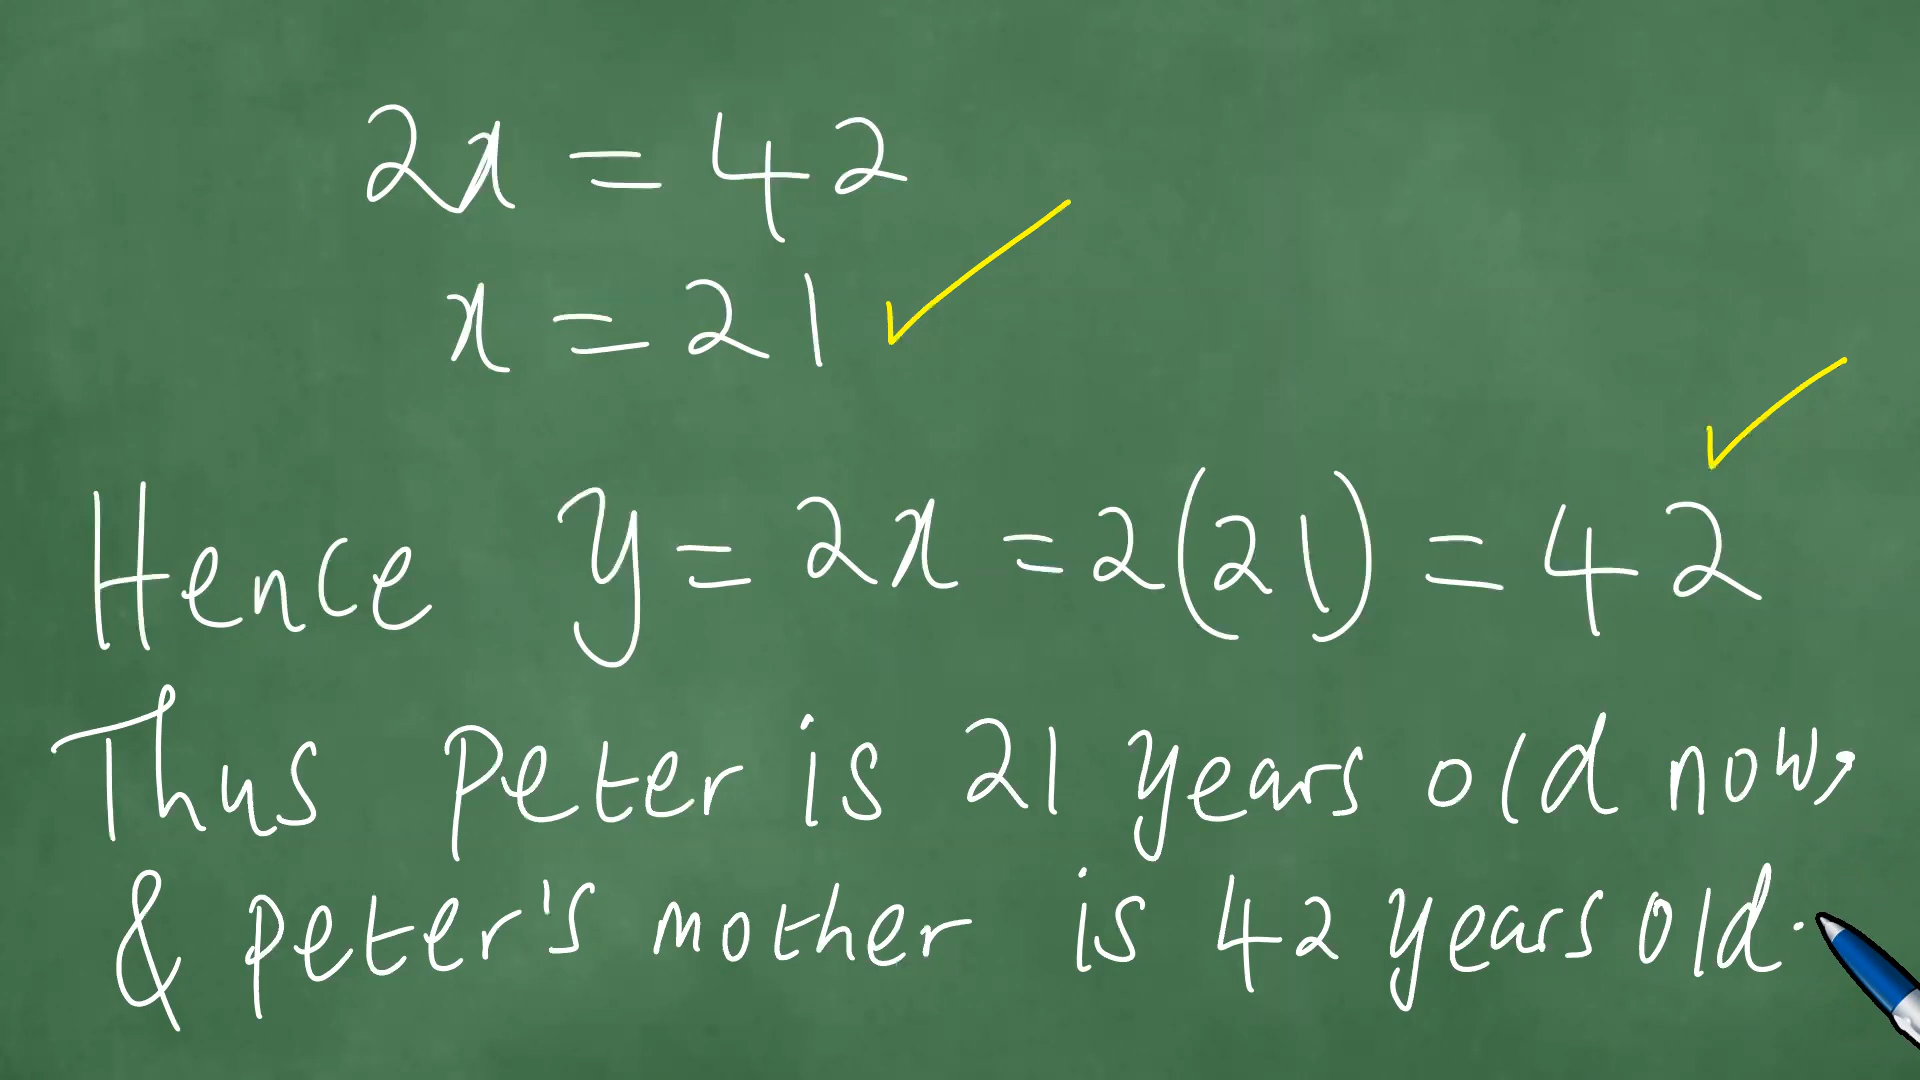 2x = 42
x = 21
Hence y = 2x = 2(21) = 42
Thus Peter is 21 years old now,
& Peter's mother is 42 years old.